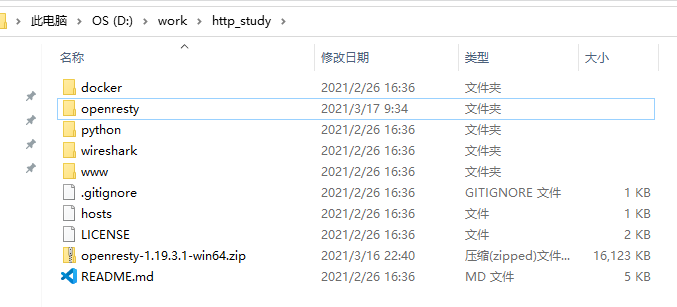 此电脑 > OS (D:) > work > http_study >
名称 修改日期 类型 大小
docker 2021/2/26 16:36 文件夹
openresty 2021/3/17 9:34 文件夹
python 2021/2/26 16:36 文件夹
wireshark 2021/2/26 16:36 文件夹
www 2021/2/26 16:36 文件夹
.gitignore 2021/2/26 16:36 GITIGNORE 文件 1 KB
hosts 2021/2/26 16:36 文件 1 KB
LICENSE 2021/2/26 16:36 文件 2 KB
openresty-1.19.3.1-win64.zip 2021/3/16 22:40 压缩(zipped)文件... 16,123 KB
README.md 2021/2/26 16:36 MD 文件 5 KB